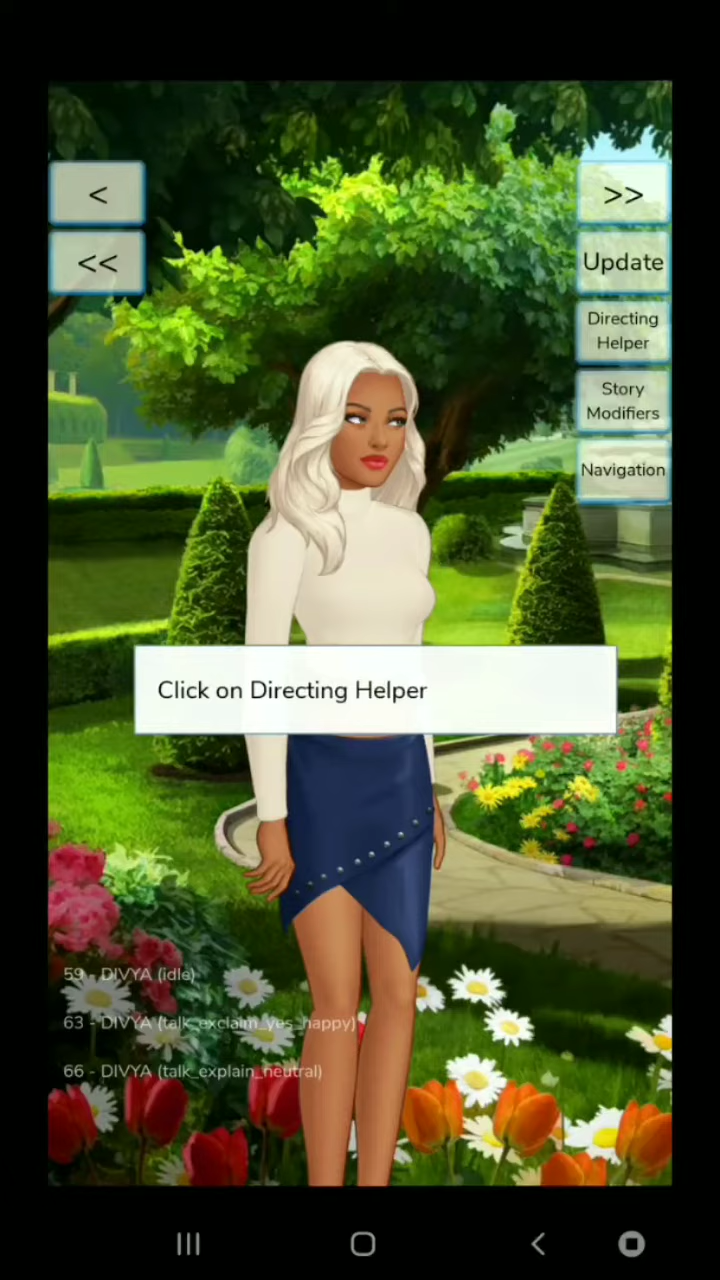 <
>>
<<
Update
Directing
Helper
Story
Modifiers
Navigation
Click on Directing Helper
59 - DIVYA (idle)
63 - DIVYA (talk_exclaim_yes_happy)
66 - DIVYA (talk_explain_neutral)